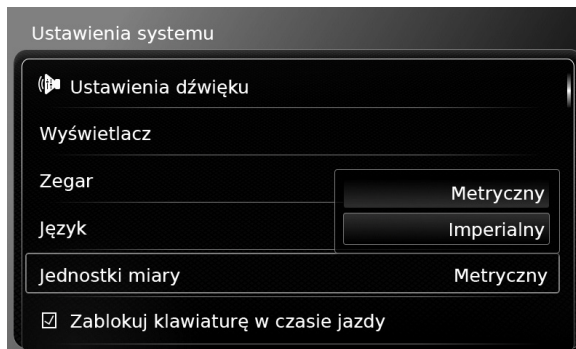 Ustawienia systemu
Ustawienia dźwięku
Wyświetlacz
Zegar
Metryczny
Język
Imperialny
Jednostki miary Metryczny
Zablokuj klawiaturę w czasie jazdy